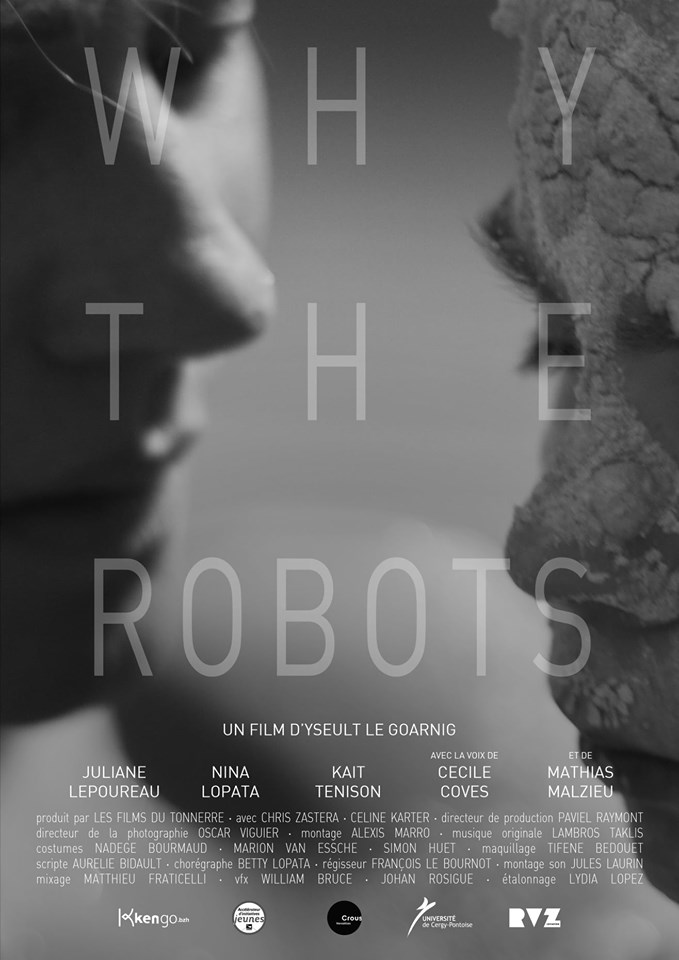 WHY
THE
ROBOTS
UN FILM D'YSEULT LE GOARNIG
JULIANE LEPOUREAU
NINA LOPATA
KAIT TENISON
AVEC LA VOIX DE CECILE COVES
ET DE MATHIAS MALZIEU
produit par LES FILMS DU TONNERRE · avec CHRIS ZASTERA · CELINE KARTER · directeur de production PAVIEL RAYMONT
directeur de la photographie OSCAR VIGUIER · montage ALEXIS MARRO · musique originale LAMBROS TAKLIS
costumes NADEGE BOURMAUD · MARION VAN ESSCHE · SIMON HUET · maquillage TIFENE BEDOUET
scripte AURELIE BIDAULT · chorégraphe BETTY LOPATA · régisseur FRANÇOIS LE BOURNOT · montage son JULES LAURIN
mixage MATTHIEU FRATICELLI · vfx WILLIAM BRUCE · JOHAN ROSIGUE · étalonnage LYDIA LOPEZ
kengo.bzh
Accélérateur d'initiatives jeunes
Crous
UNIVERSITÉ de Cergy-Pontoise
RVZ